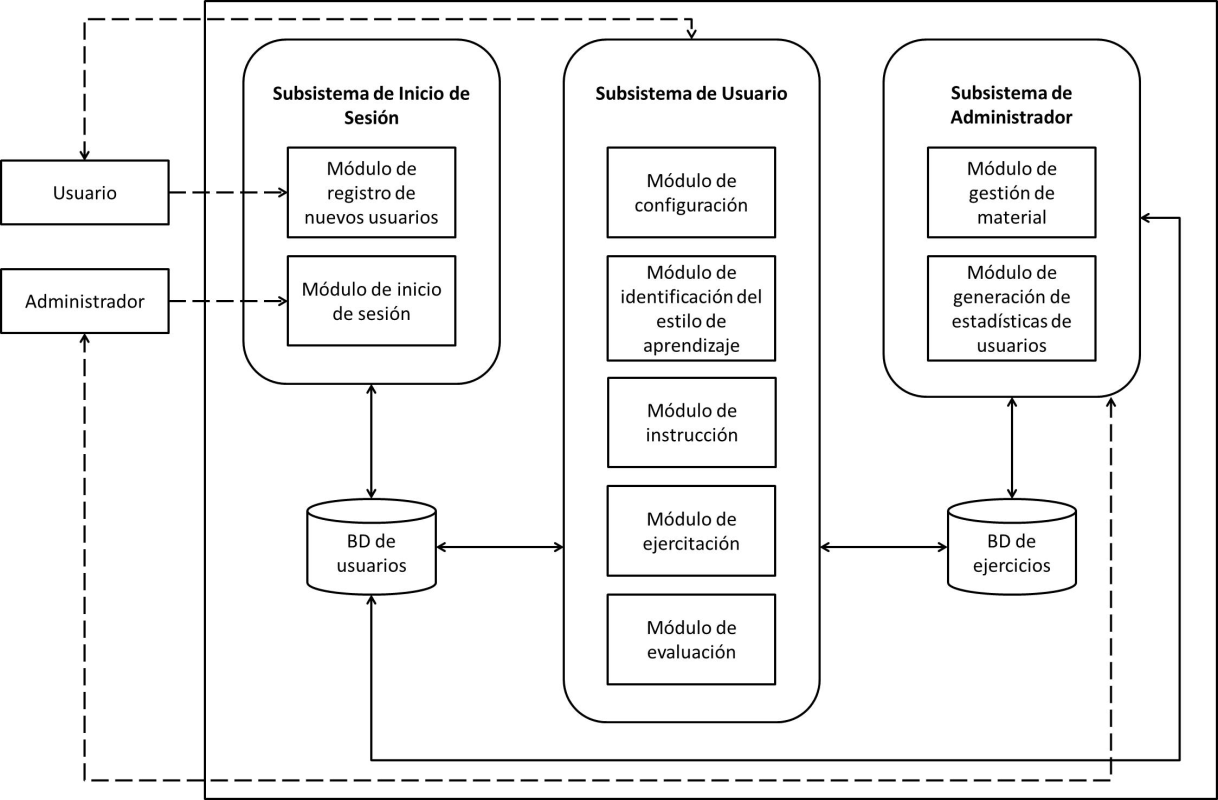 Usuario
Administrador
Subsistema de Inicio de
Sesión
Módulo de
registro de
nuevos usuarios
Módulo de inicio
de sesión
BD de
usuarios
Subsistema de Usuario
Módulo de
configuración
Módulo de
identificación del
estilo de
aprendizaje
Módulo de
instrucción
Módulo de
ejercitación
Módulo de
evaluación
Subsistema de
Administrador
Módulo de
gestión de
material
Módulo de
generación de
estadísticas de
usuarios
BD de
ejercicios